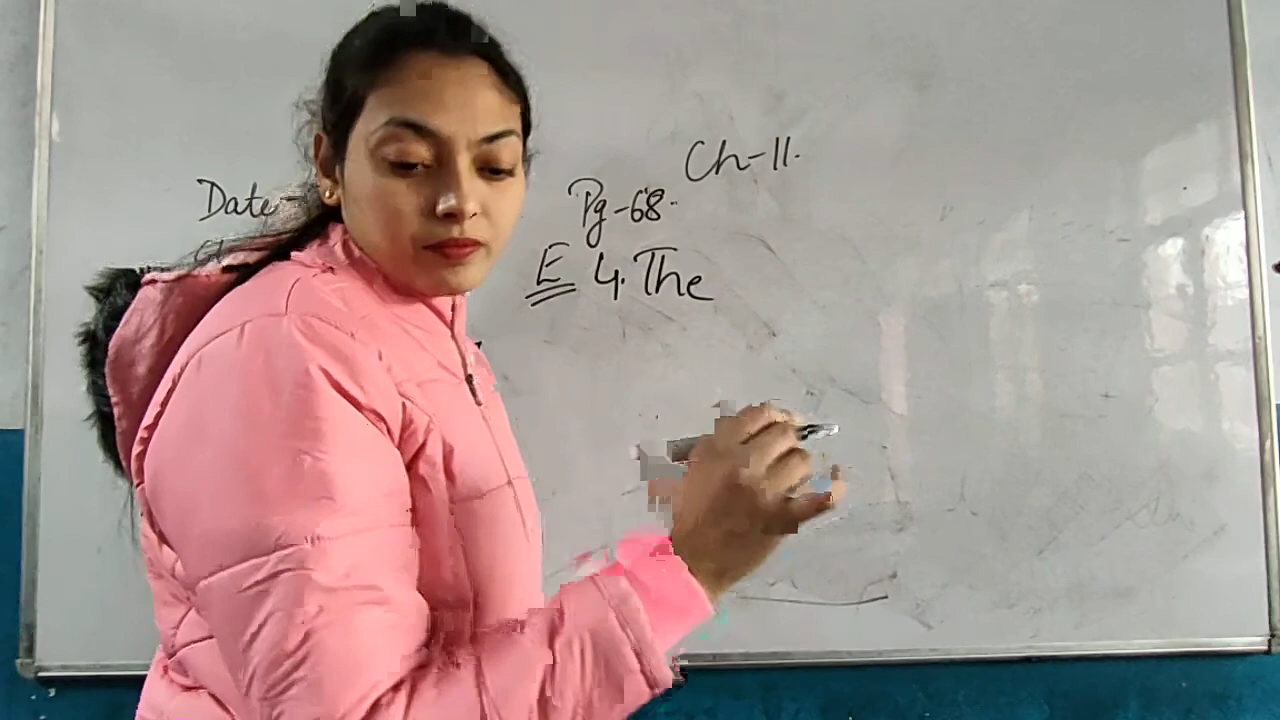 Ch-11.
Date-
Pg-68.
E 4. The